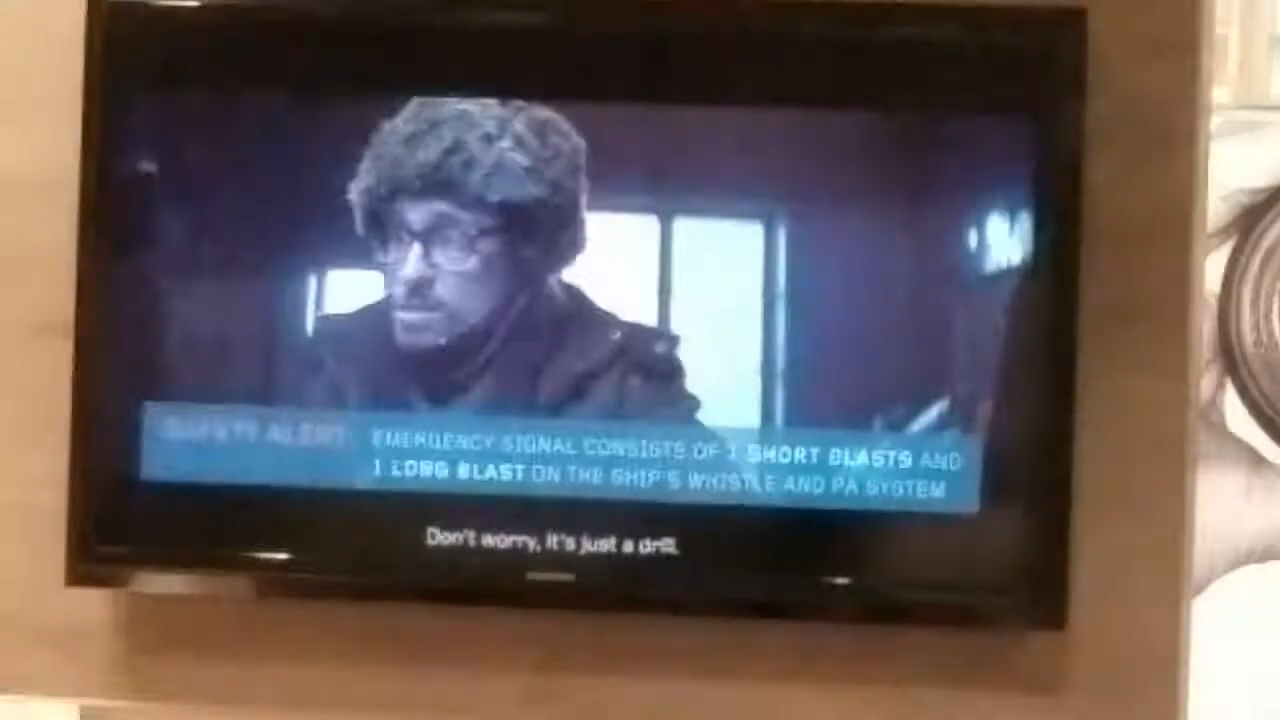 SAFETY ALERT:
EMERGENCY SIGNAL CONSISTS OF 7 SHORT BLASTS AND
1 LONG BLAST ON THE SHIP'S WHISTLE AND PA SYSTEM
Don't worry, it's just a drill.